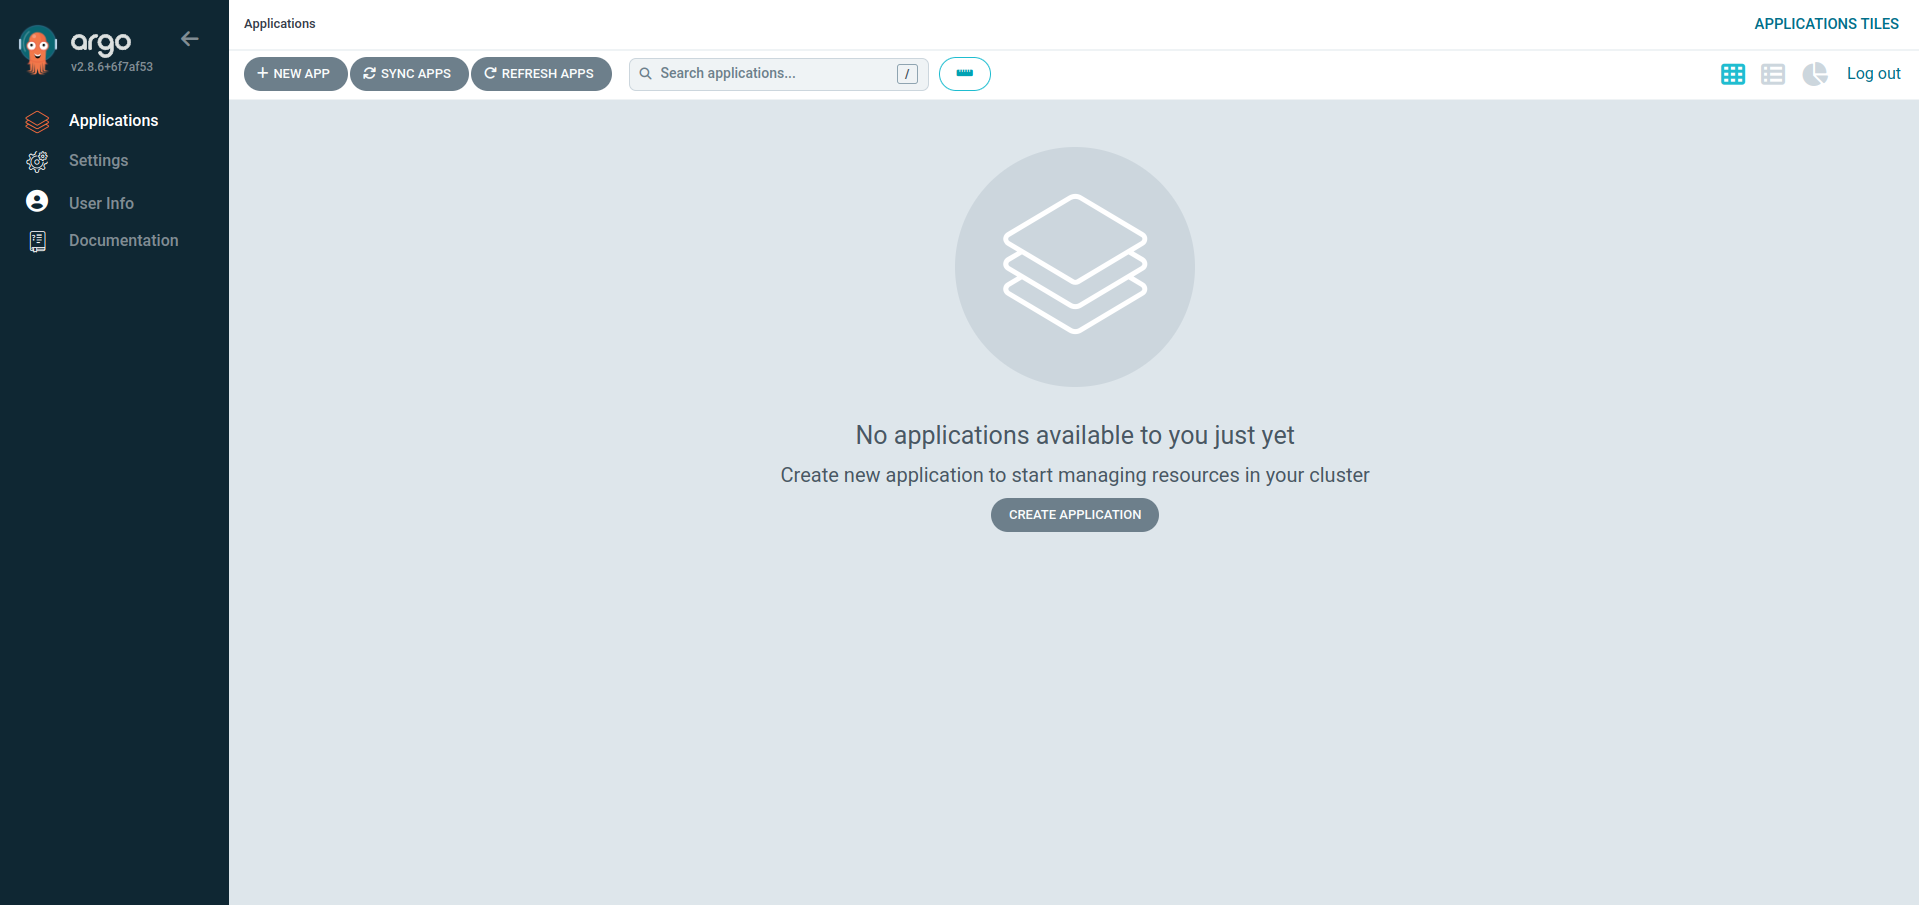 argo
v2.8.6+6f7af53
Applications
Settings
User Info
Documentation
Applications
APPLICATIONS TILES
NEW APP
SYNC APPS
REFRESH APPS
Search applications...
/
Log out
No applications available to you just yet
Create new application to start managing resources in your cluster
CREATE APPLICATION